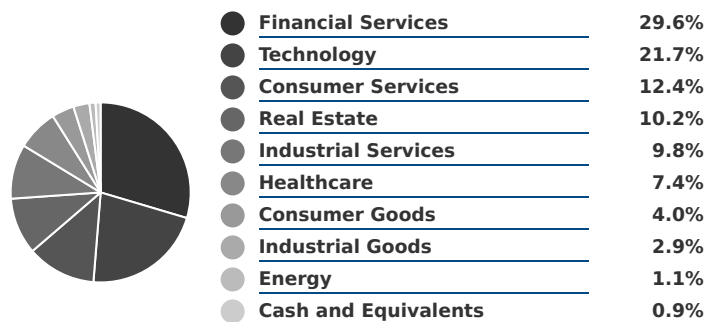 Financial Services 29.6%
Technology 21.7%
Consumer Services 12.4%
Real Estate 10.2%
Industrial Services 9.8%
Healthcare 7.4%
Consumer Goods 4.0%
Industrial Goods 2.9%
Energy 1.1%
Cash and Equivalents 0.9%